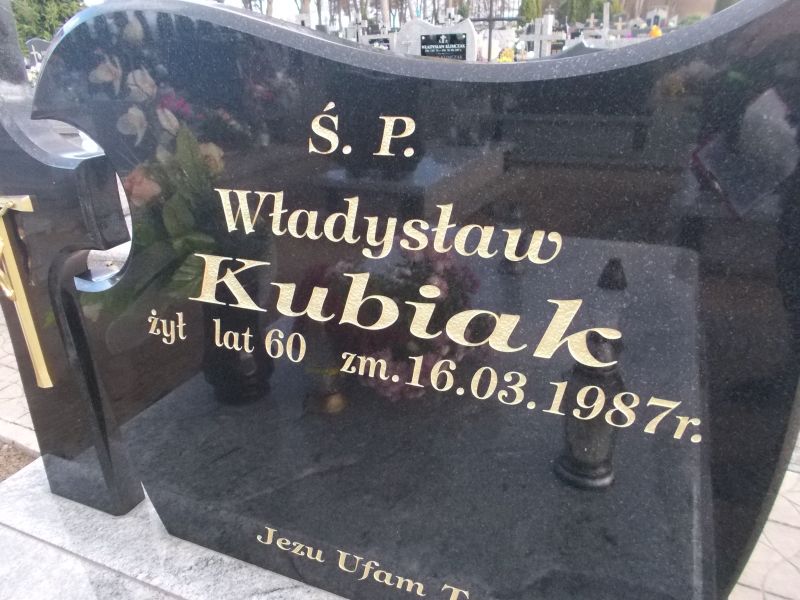 Ś. P.
Władysław
Kubiak
żył lat 60 zm. 16.03.1987r.
Jezu Ufam T